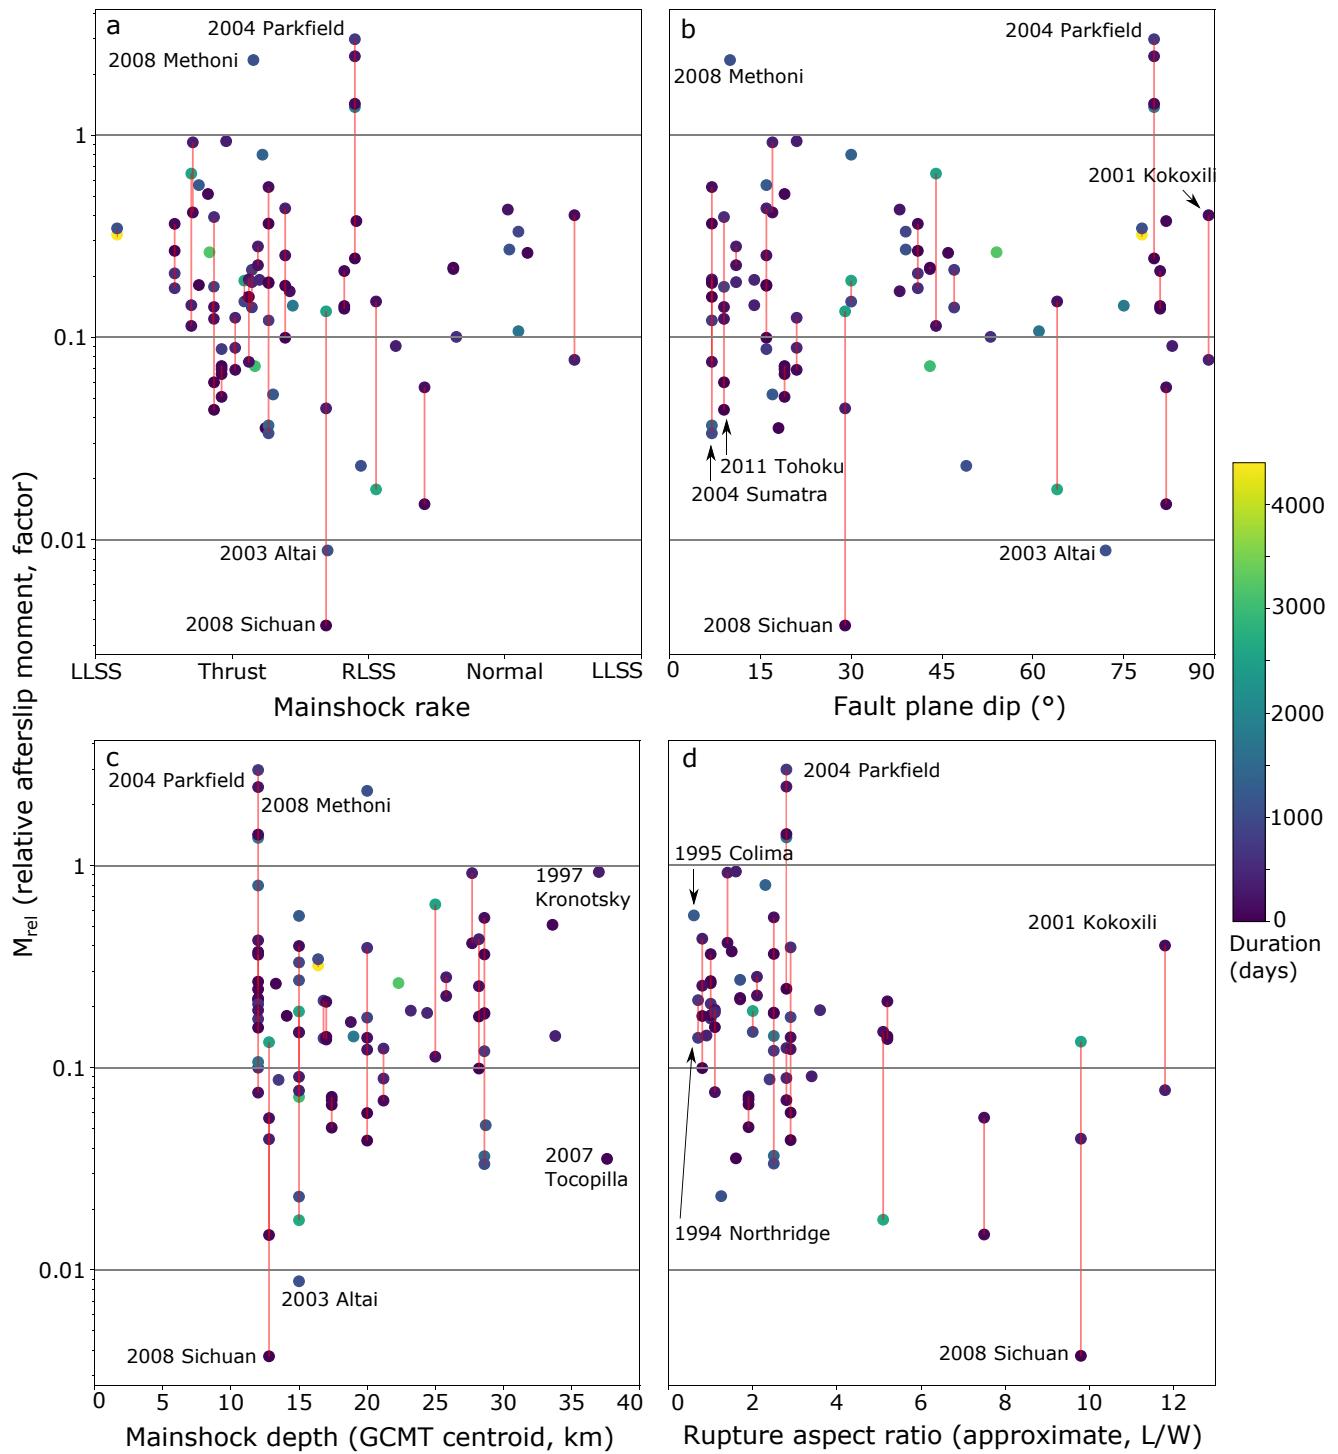 a
2004 Parkfield
2008 Methoni
1
0.1
0.01
2003 Altai
2008 Sichuan
LLSS
Thrust
RLSS
Normal
LLSS
Mainshock rake
b
2004 Parkfield
2008 Methoni
2001 Kokoxili
2011 Tohoku
2004 Sumatra
2003 Altai
2008 Sichuan
0
15
30
45
60
75
90
Fault plane dip (°)
M_rel (relative afterslip moment, factor)
4000
3000
2000
1000
0
Duration
(days)
c
2004 Parkfield
2008 Methoni
1
1997
Kronotsky
0.1
2007
Tocopilla
0.01
2003 Altai
2008 Sichuan
0
5
10
15
20
25
30
35
40
Mainshock depth (GCMT centroid, km)
d
2004 Parkfield
1995 Colima
2001 Kokoxili
1994 Northridge
2008 Sichuan
0
2
4
6
8
10
12
Rupture aspect ratio (approximate, L/W)